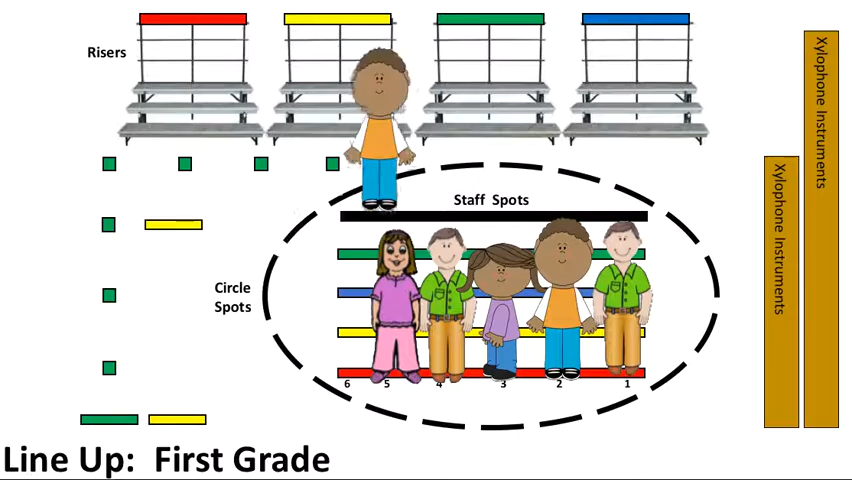 Risers
Xylophone Instruments
Xylophone Instruments
Staff Spots
Circle
Spots
6 5 4 3 2 1
Line Up: First Grade